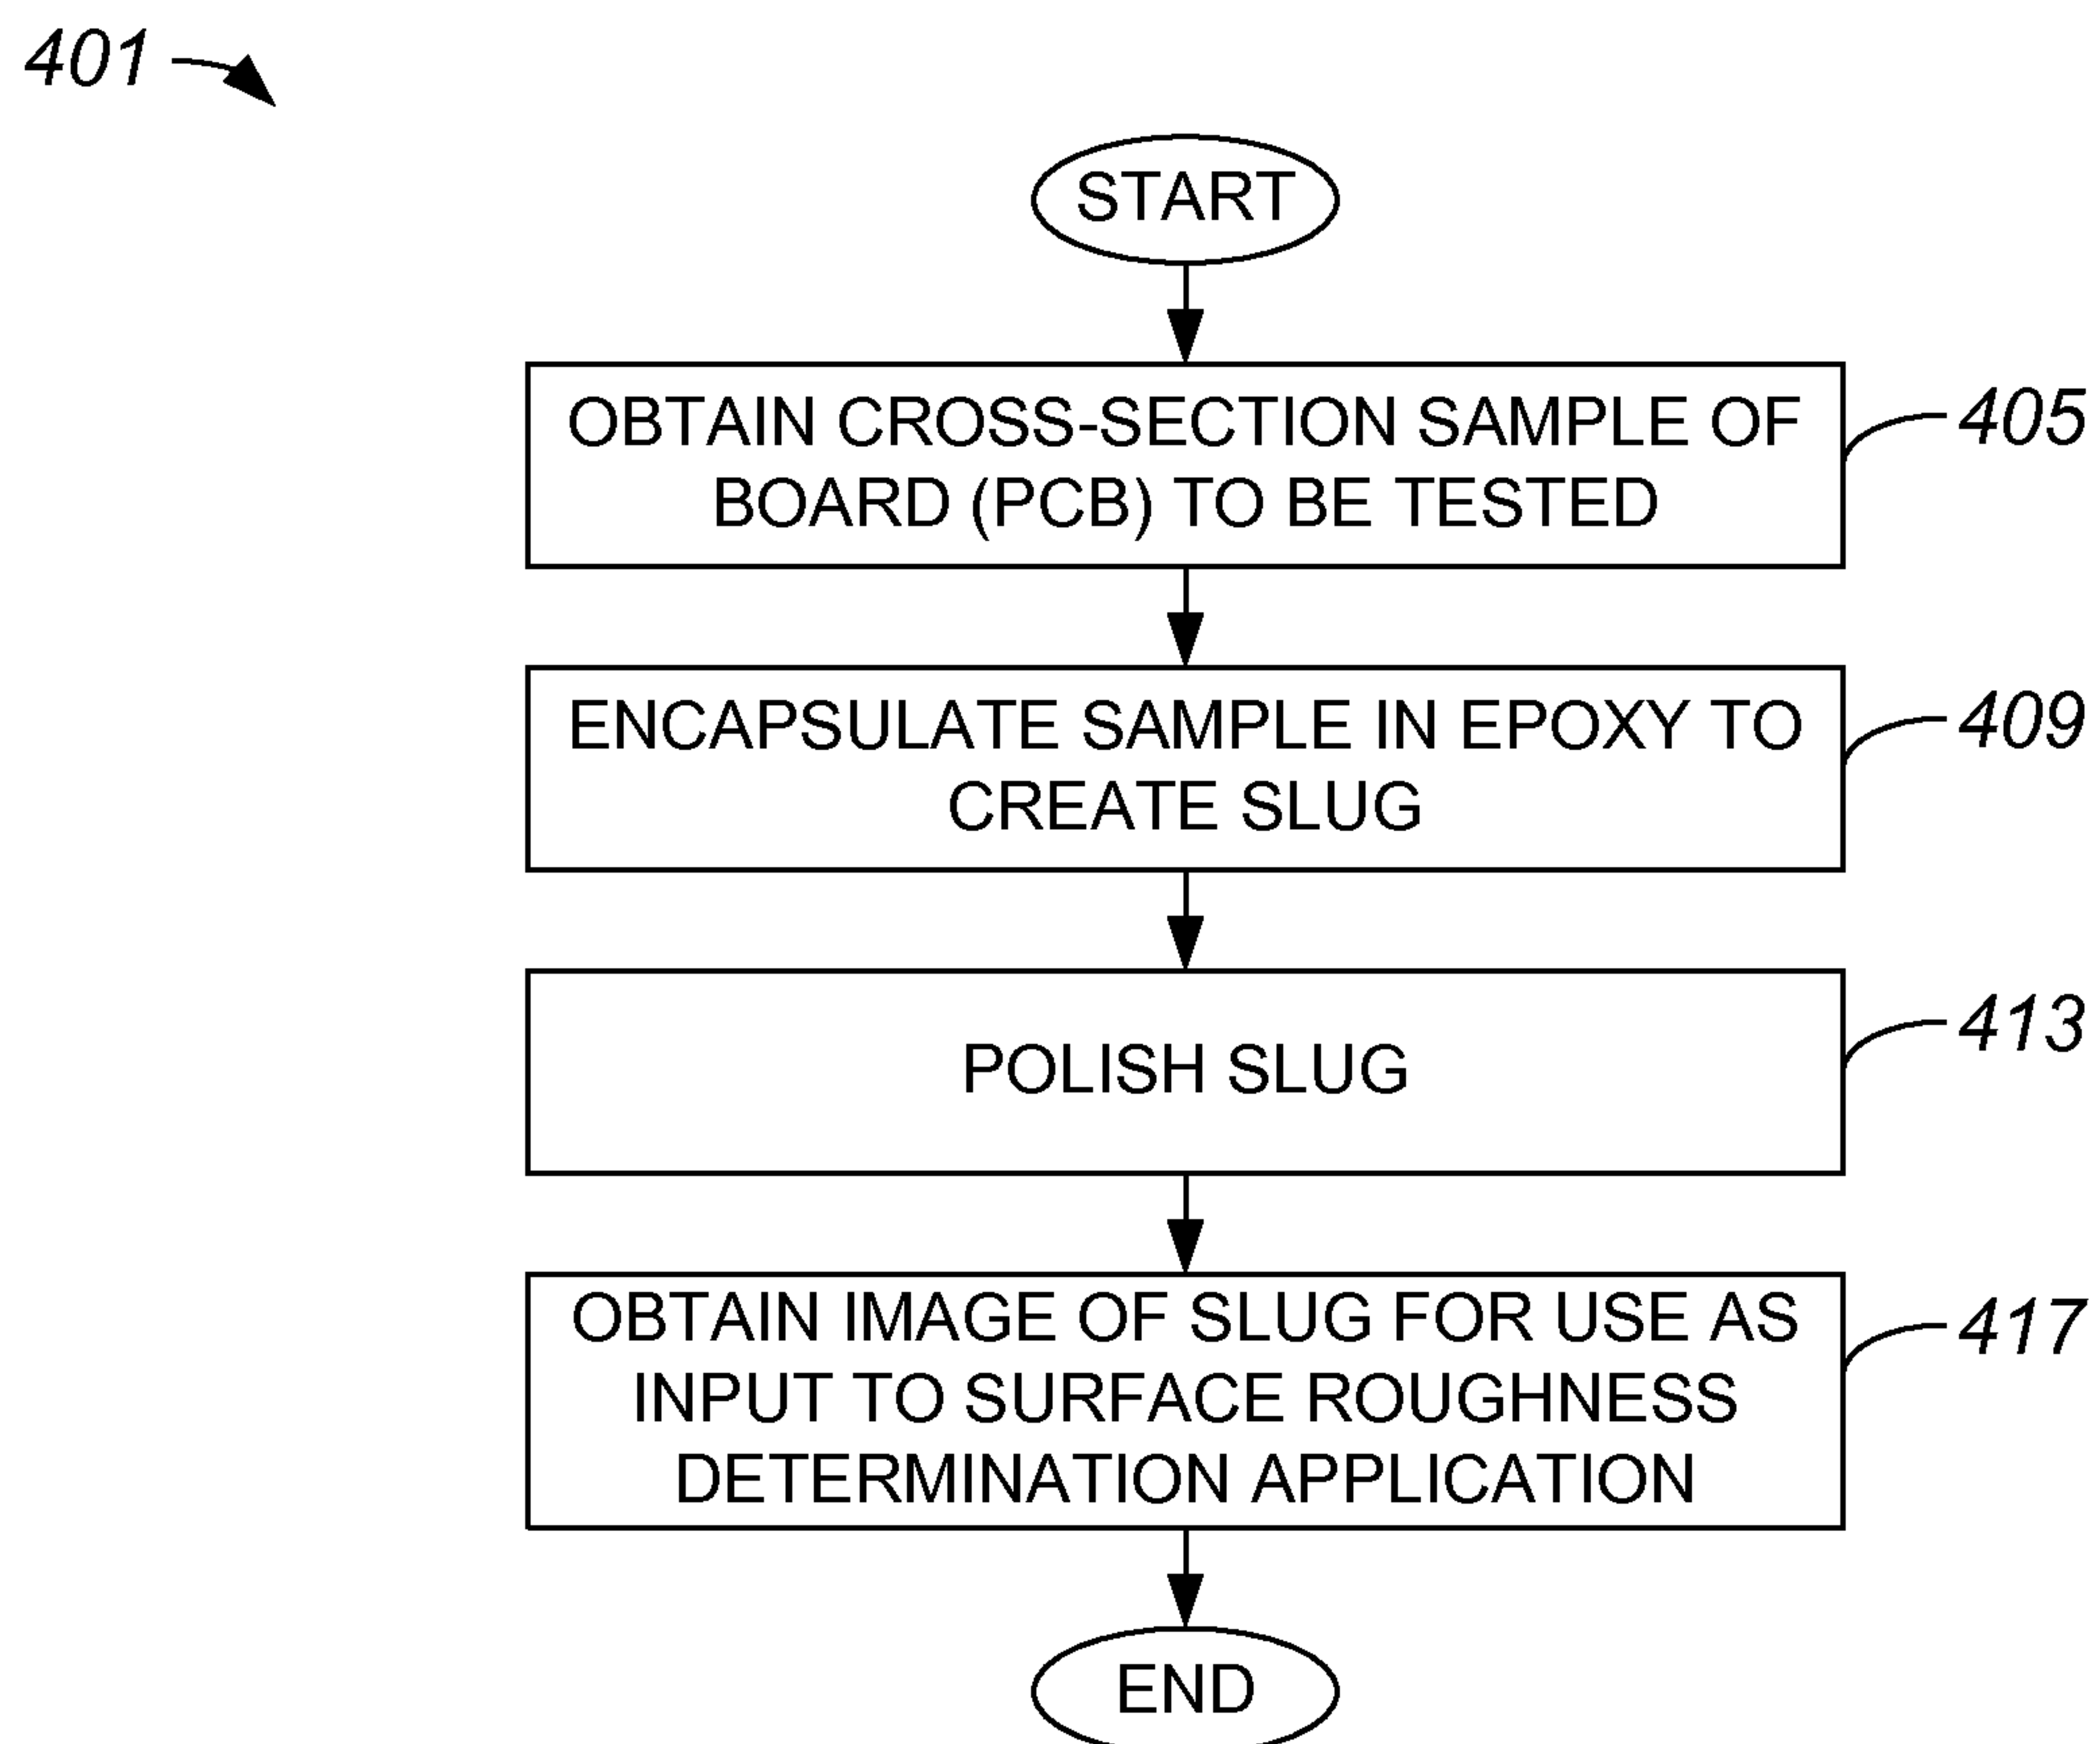 401
START
OBTAIN CROSS-SECTION SAMPLE OF
BOARD (PCB) TO BE TESTED
405
ENCAPSULATE SAMPLE IN EPOXY TO
CREATE SLUG
409
POLISH SLUG
413
OBTAIN IMAGE OF SLUG FOR USE AS
INPUT TO SURFACE ROUGHNESS
DETERMINATION APPLICATION
417
END